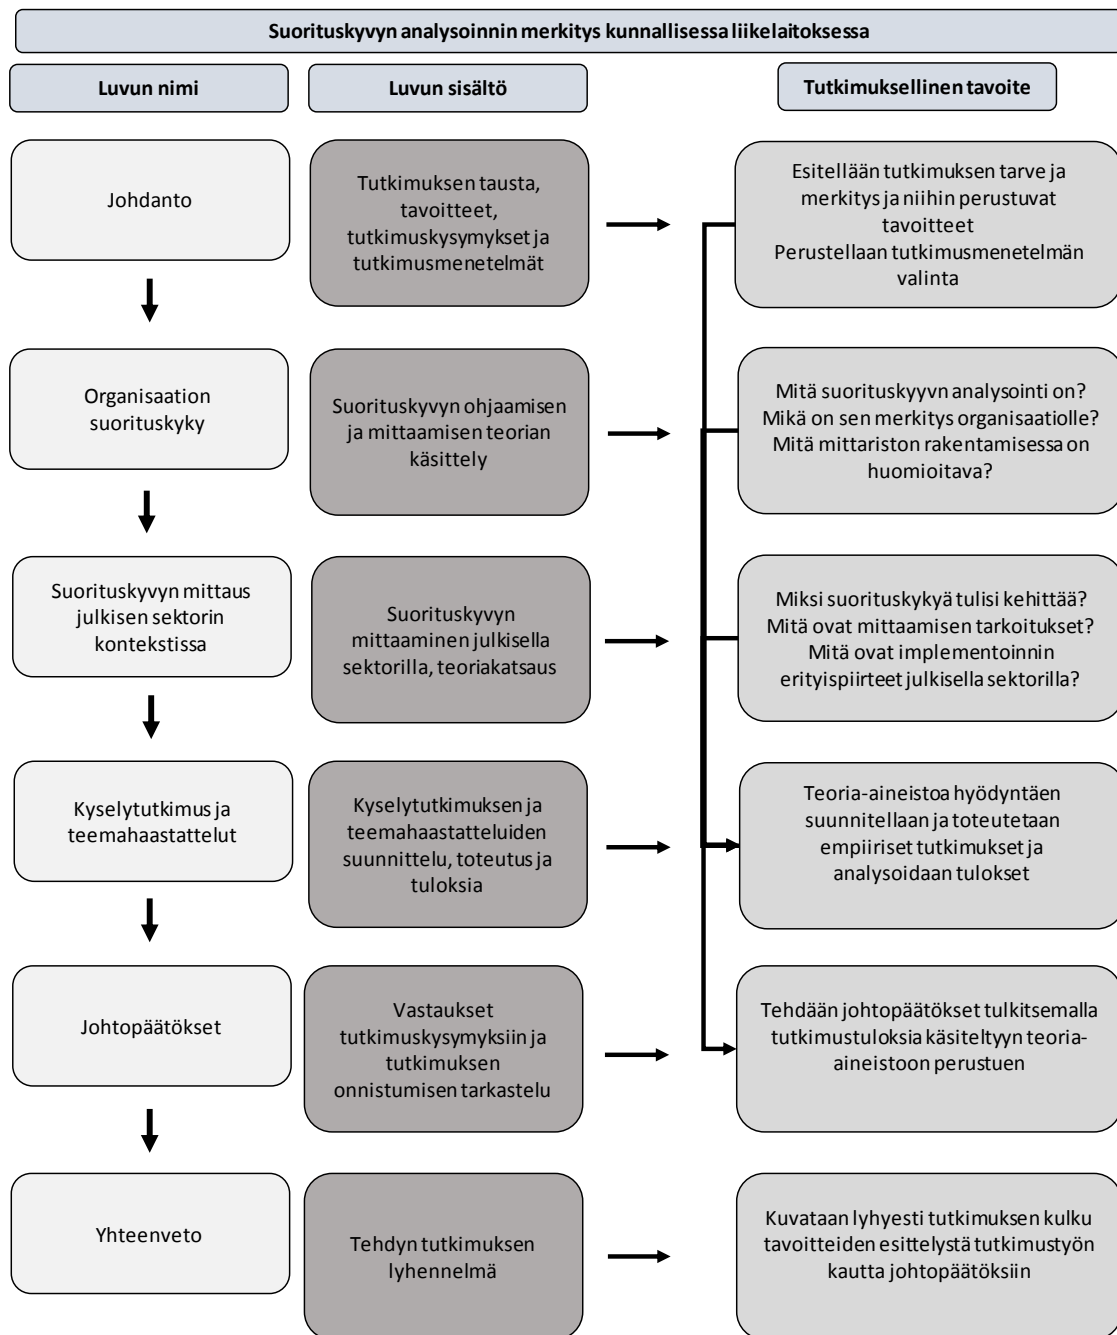 Suorituskyvyn analysoinnin merkitys kunnallisessa liikelaitoksessa
Luvun nimi
Luvun sisältö
Tutkimuksellinen tavoite
Johdanto
Tutkimuksen tausta,
tavoitteet,
tutkimuskysymykset ja
tutkimusmenetelmät
Esitellään tutkimuksen tarve ja
merkitys ja niihin perustuvat
tavoitteet
Perustellaan tutkimusmenetelmän
valinta
Organisaation
suorituskyky
Suorituskyvyn ohjaamisen
ja mittaamisen teorian
käsittely
Mitä suorituskyyvn analysointi on?
Mikä on sen merkitys organisaatiolle?
Mitä mittariston rakentamisessa on
huomioitava?
Suorituskyvyn mittaus
julkisen sektorin
kontekstissa
Suorituskyvyn
mittaaminen julkisella
sektorilla, teoriakatsaus
Miksi suorituskykyä tulisi kehittää?
Mitä ovat mittaamisen tarkoitukset?
Mitä ovat implementoinnin
erityispiirteet julkisella sektorilla?
Kyselytutkimus ja
teemahaastattelut
Kyselytutkimuksen ja
teemahaastatteluiden
suunnittelu, toteutus ja
tuloksia
Teoria-aineistoa hyödyntäen
suunnitellaan ja toteutetaan
empiiriset tutkimukset ja
analysoidaan tulokset
Johtopäätökset
Vastaukset
tutkimuskysymyksiin ja
tutkimuksen
onnistumisen tarkastelu
Tehdään johtopäätökset tulkitsemalla
tutkimustuloksia käsiteltyyn teoria-
aineistoon perustuen
Yhteenveto
Tehdyn tutkimuksen
lyhennelmä
Kuvataan lyhyesti tutkimuksen kulku
tavoitteiden esittelystä tutkimustyön
kautta johtopäätöksiin